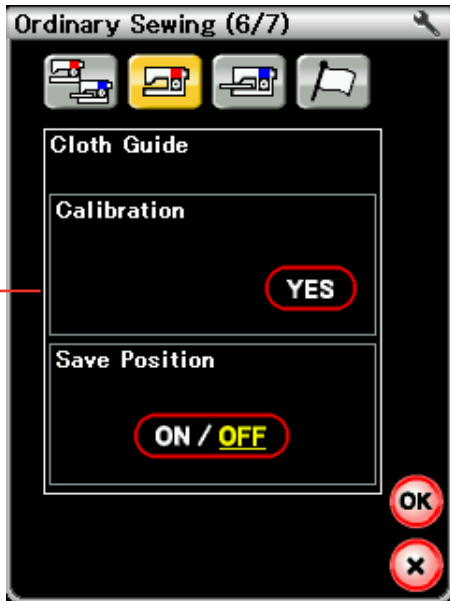 Ordinary Sewing (6/7)
Cloth Guide
Calibration
YES
Save Position
ON / OFF
OK
×